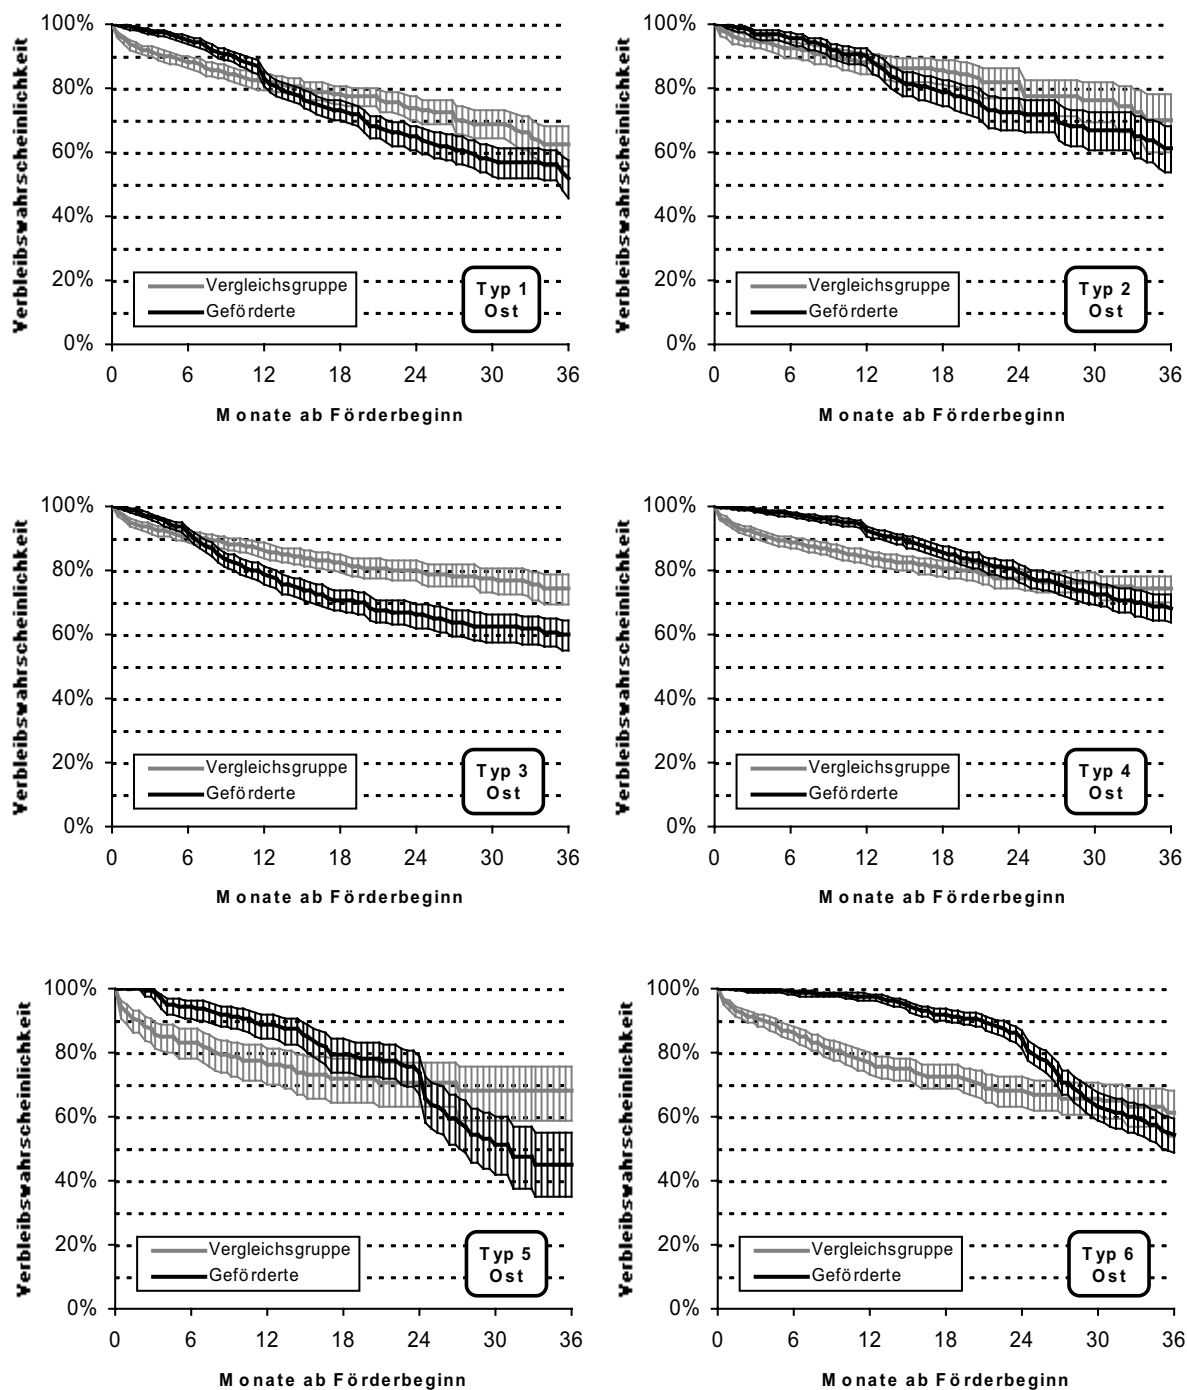 100%
80%
60%
40%
20%
0%
Verbleibswahrscheinlichkeit
Vergleichsgruppe
Geförderte
Typ 1
Ost
0 6 12 18 24 30 36
Monate ab Förderbeginn
100%
80%
60%
40%
20%
0%
Verbleibswahrscheinlichkeit
Vergleichsgruppe
Geförderte
Typ 2
Ost
0 6 12 18 24 30 36
Monate ab Förderbeginn
100%
80%
60%
40%
20%
0%
Verbleibswahrscheinlichkeit
Vergleichsgruppe
Geförderte
Typ 3
Ost
0 6 12 18 24 30 36
Monate ab Förderbeginn
100%
80%
60%
40%
20%
0%
Verbleibswahrscheinlichkeit
Vergleichsgruppe
Geförderte
Typ 4
Ost
0 6 12 18 24 30 36
Monate ab Förderbeginn
100%
80%
60%
40%
20%
0%
Verbleibswahrscheinlichkeit
Vergleichsgruppe
Geförderte
Typ 5
Ost
0 6 12 18 24 30 36
Monate ab Förderbeginn
100%
80%
60%
40%
20%
0%
Verbleibswahrscheinlichkeit
Vergleichsgruppe
Geförderte
Typ 6
Ost
0 6 12 18 24 30 36
Monate ab Förderbeginn